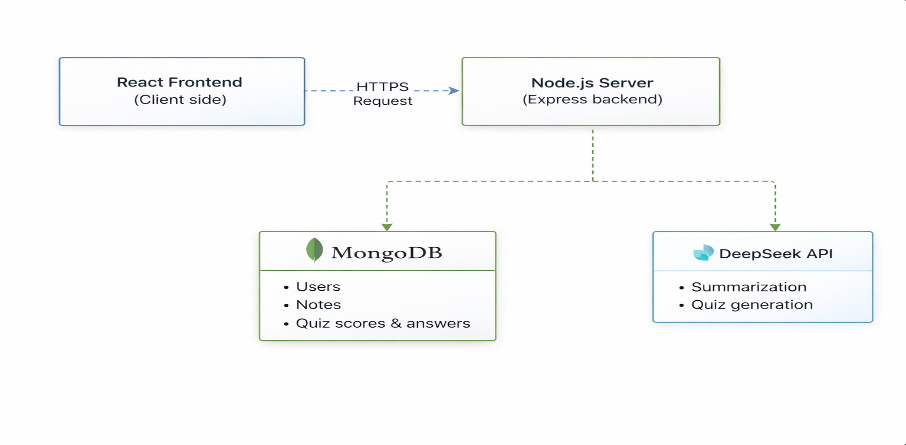 React Frontend
(Client side)
HTTPS
Request
Node.js Server
(Express backend)
MongoDB
• Users
• Notes
• Quiz scores & answers
DeepSeek API
• Summarization
• Quiz generation